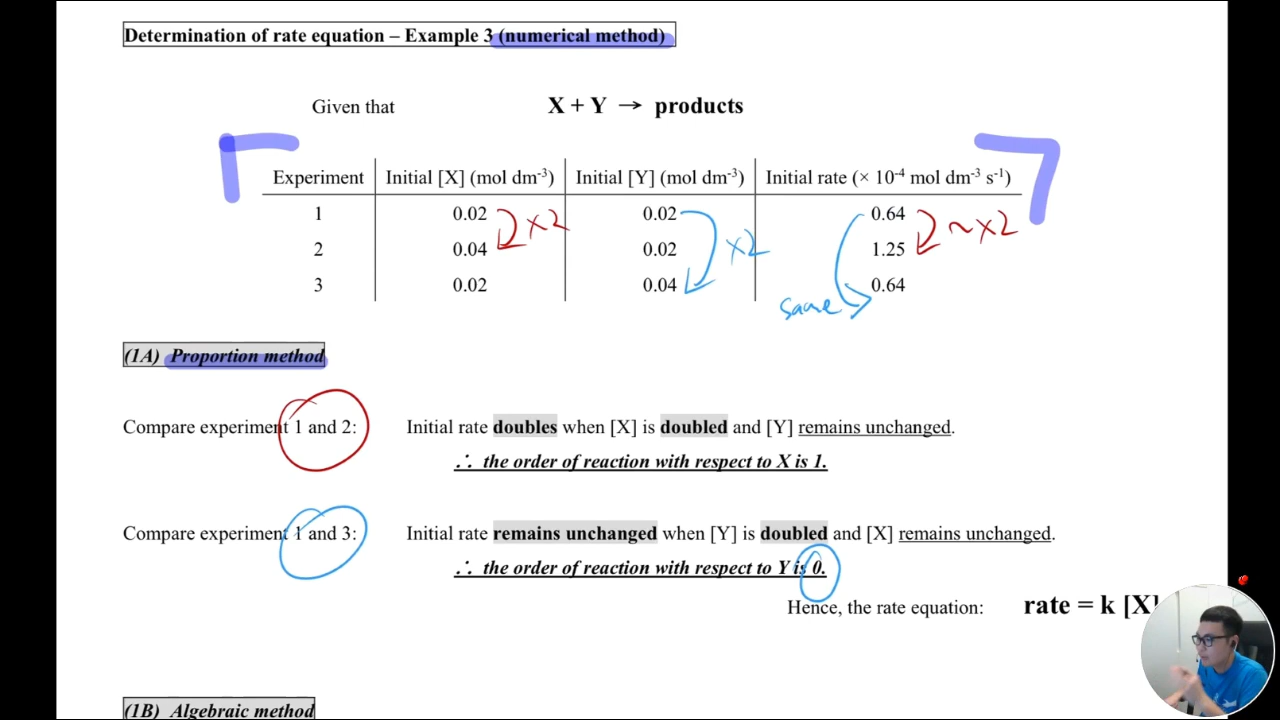 Determination of rate equation – Example 3 (numerical method)
Given that X + Y → products
Experiment Initial [X] (mol dm⁻³) Initial [Y] (mol dm⁻³) Initial rate (× 10⁻⁴ mol dm⁻³ s⁻¹)
1 0.02 0.02 0.64
×2 ~×2
2 0.04 0.02 1.25
×2
3 0.02 0.04 0.64
same
(1A) Proportion method
Compare experiment 1 and 2: Initial rate doubles when [X] is doubled and [Y] remains unchanged.
∴ the order of reaction with respect to X is 1.
Compare experiment 1 and 3: Initial rate remains unchanged when [Y] is doubled and [X] remains unchanged.
∴ the order of reaction with respect to Y is 0.
Hence, the rate equation: rate = k [X]
(1B) Algebraic method